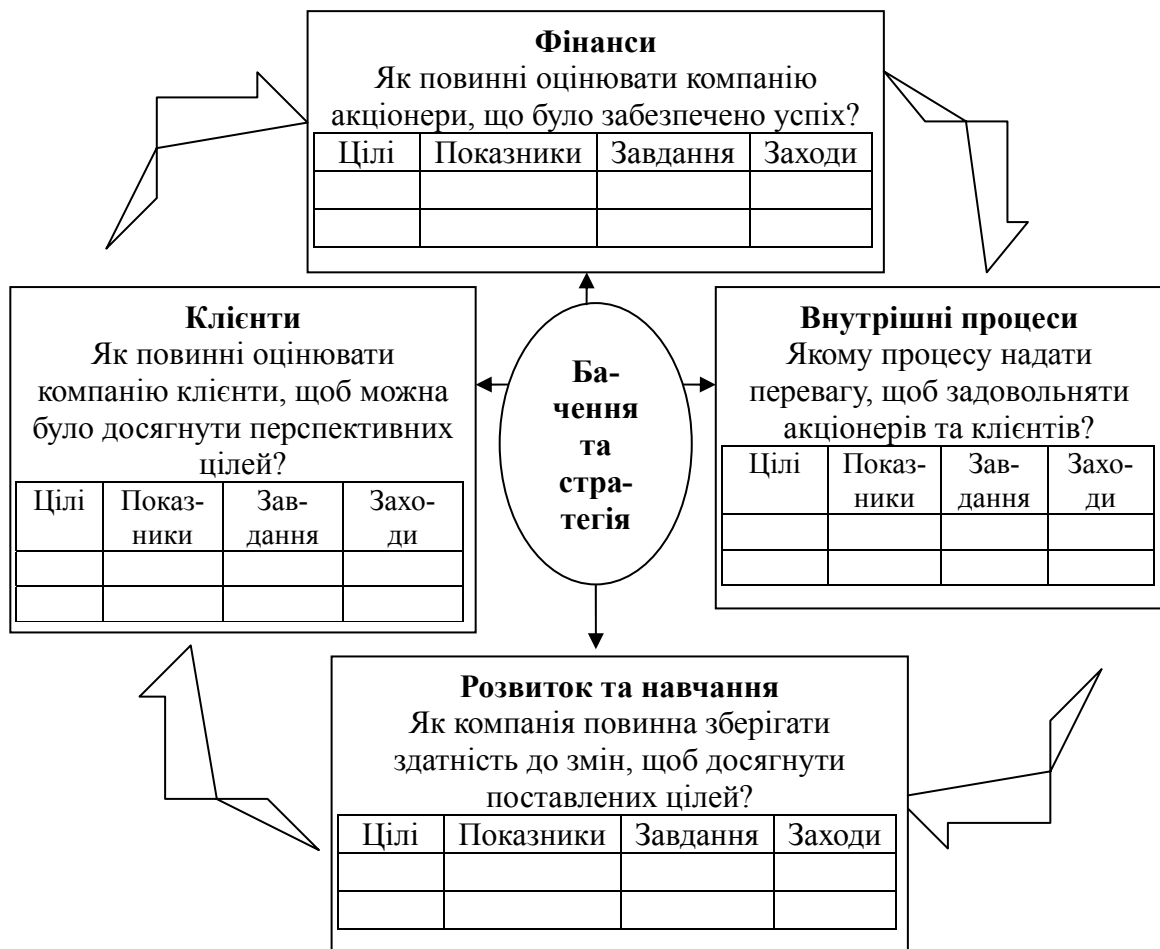 Фінанси
Як повинні оцінювати компанію
акціонери, що було забезпечено успіх?
Цілі Показники Завдання Заходи
Клієнти
Як повинні оцінювати
компанію клієнти, щоб можна
було досягнути перспективних
цілей?
Цілі Показ- Зав- Захо-
ники дання ди
Ба-
чення
та
стра-
тегія
Внутрішні процеси
Якому процесу надати
перевагу, щоб задовольняти
акціонерів та клієнтів?
Цілі Показ- Зав- Захо-
ники дання ди
Розвиток та навчання
Як компанія повинна зберігати
здатність до змін, щоб досягнути
поставлених цілей?
Цілі Показники Завдання Заходи